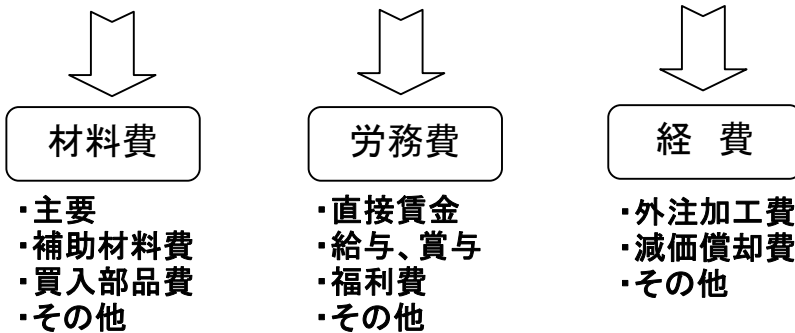 材料費
・主要
・補助材料費
・買入部品費
・その他
労務費
・直接賃金
・給与、賞与
・福利費
・その他
経　費
・外注加工費
・減価償却費
・その他